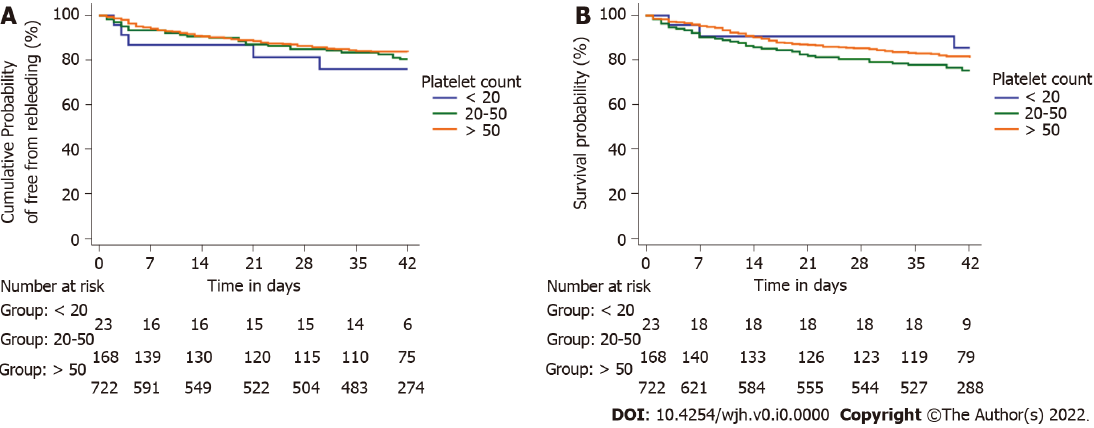 A
Cumulative Probability
of free from rebleeding (%)
100
80
60
40
20
0
0 7 14 21 28 35 42
Time in days
Platelet count
< 20
20-50
> 50
Number at risk
Group: < 20
23 16 16 15 15 14 6
Group: 20-50
168 139 130 120 115 110 75
Group: > 50
722 591 549 522 504 483 274
B
Survival probability (%)
100
80
60
40
20
0
0 7 14 21 28 35 42
Time in days
Platelet count
< 20
20-50
> 50
Number at risk
Group: < 20
23 18 18 18 18 18 9
Group: 20-50
168 140 133 126 123 119 79
Group: > 50
722 621 584 555 544 527 288
DOI: 10.4254/wjh.v0.i0.0000 Copyright ©The Author(s) 2022.